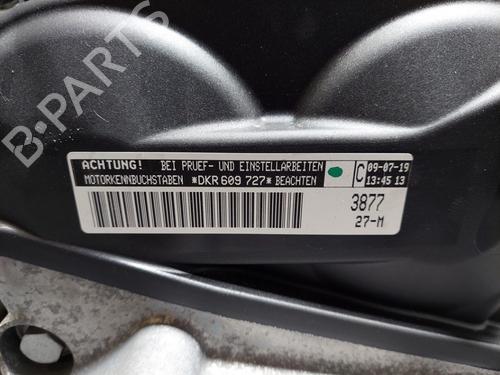 B-PARTS
ACHTUNG! BEI PRUEF- UND EINSTELLARBEITEN
MOTORKENNBUCHSTABEN *DKR 609 727* BEACHTEN
C 09-07-19
13:45 13
3877
27-M